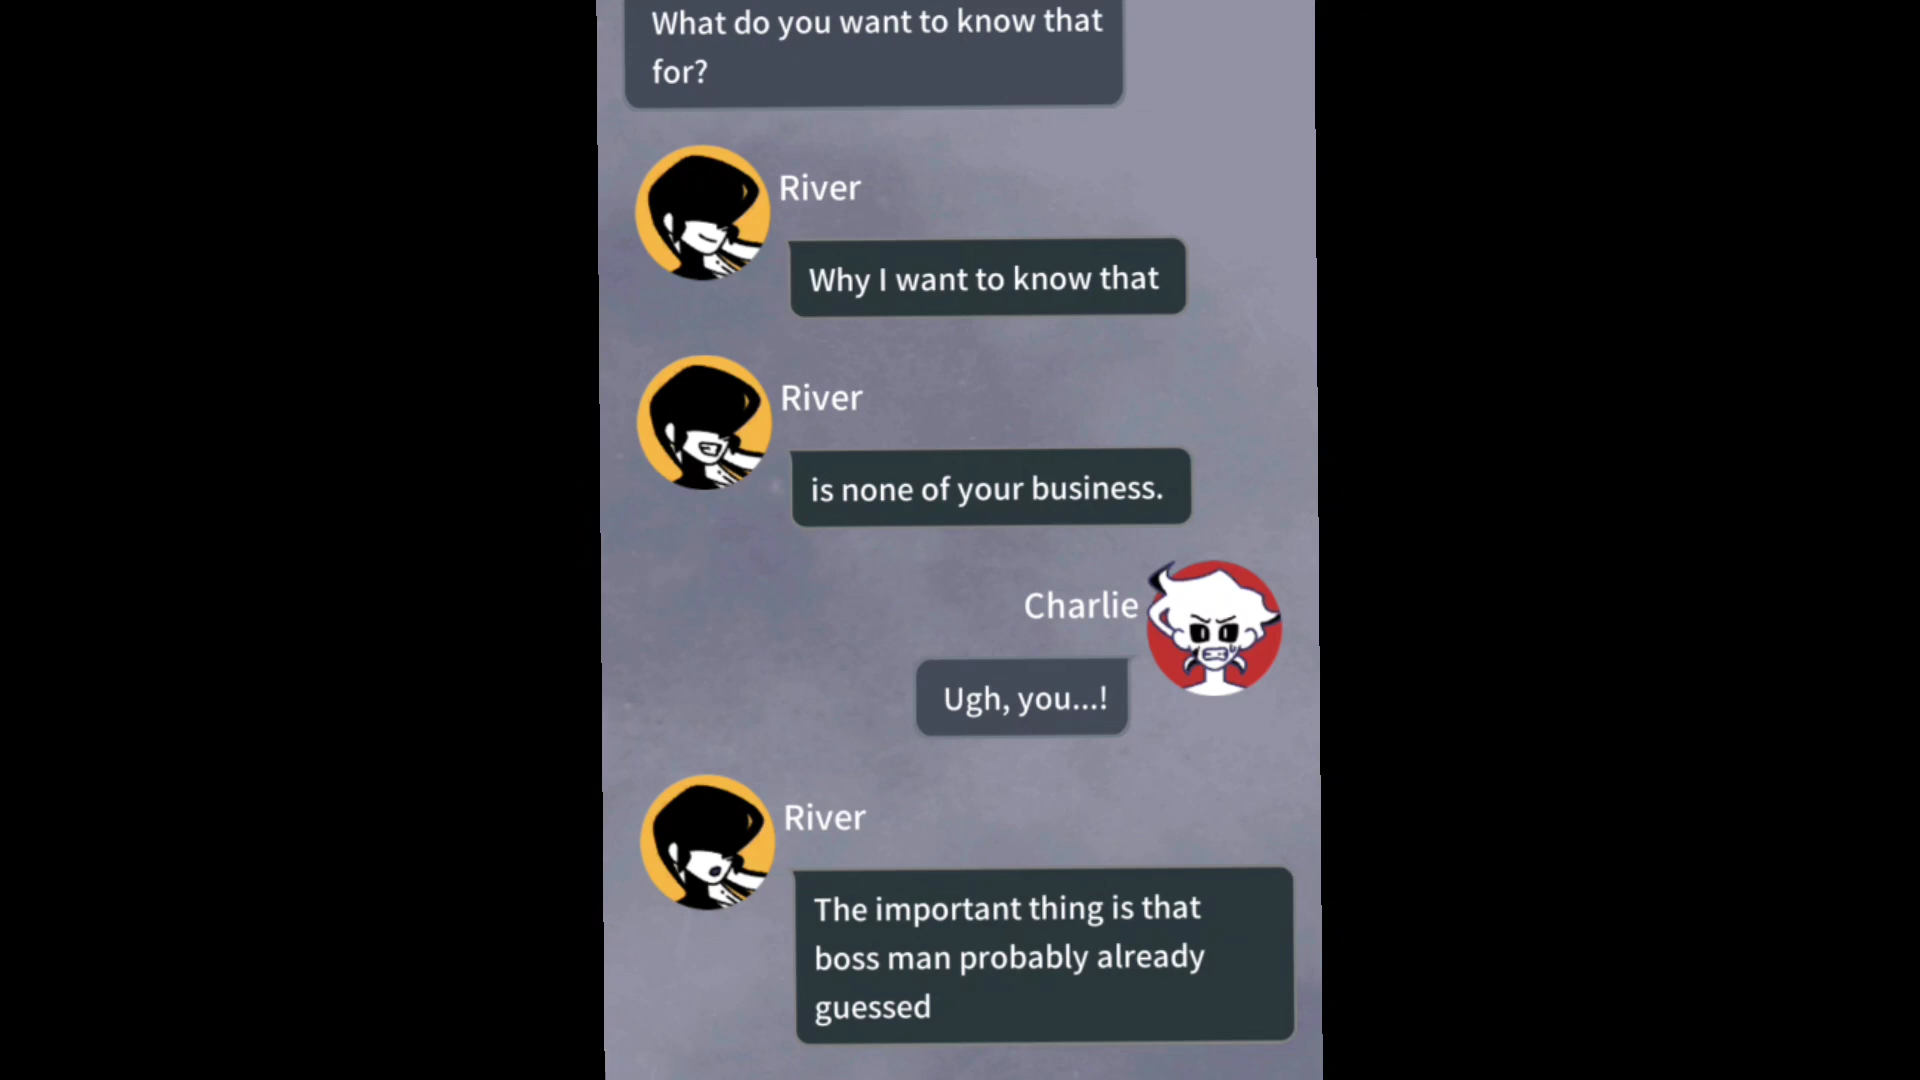 What do you want to know that
for?
River
Why I want to know that
River
is none of your business.
Charlie
Ugh, you...!
River
The important thing is that
boss man probably already
guessed